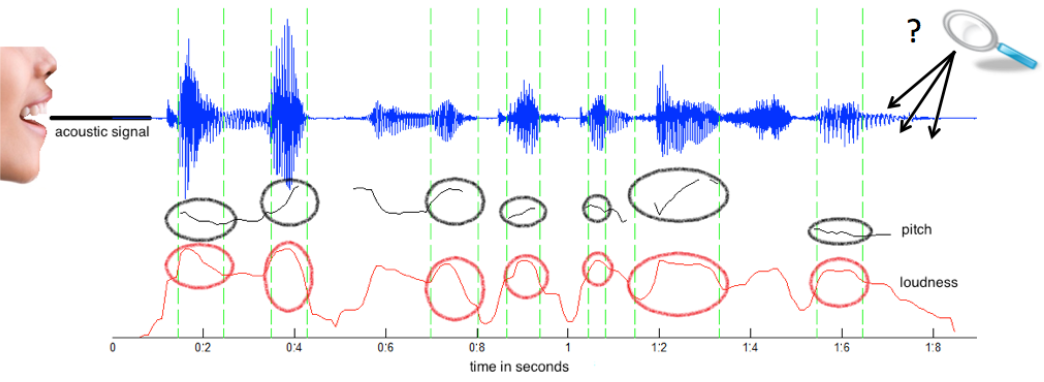 ?
acoustic signal
pitch
loudness
0 0:2 0:4 0:6 0:8 1 1:2 1:4 1:6 1:8
time in seconds